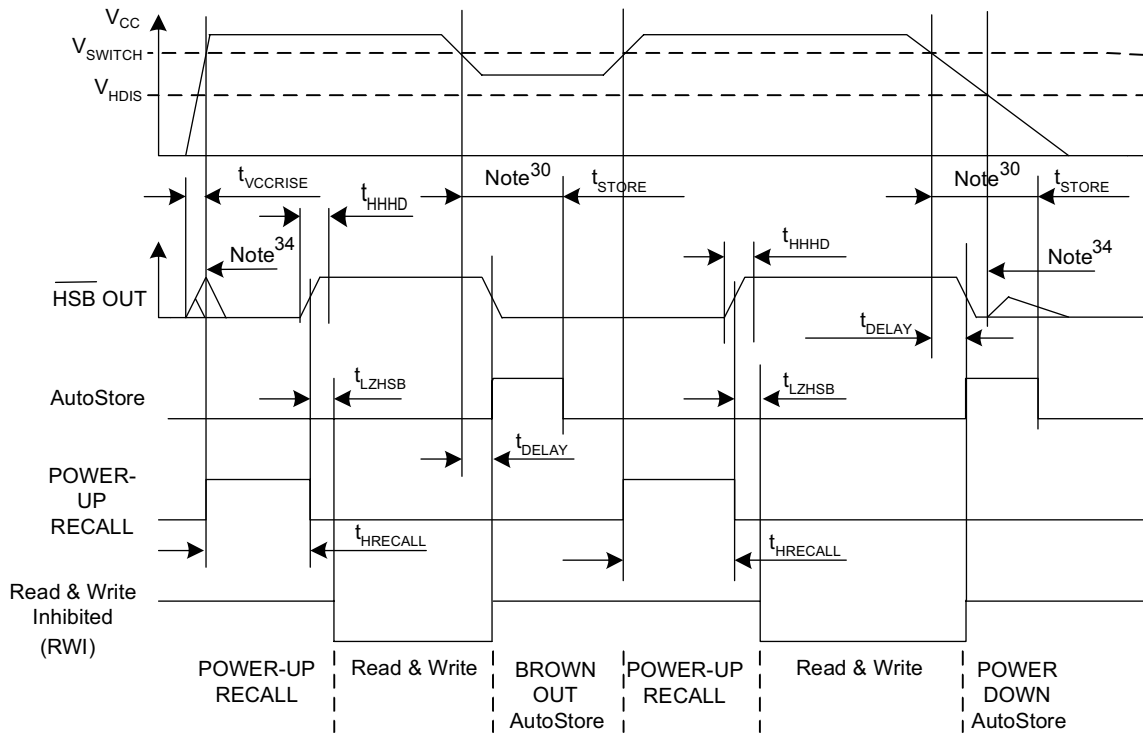 VCC
VSWITCH
VHDIS
tVCCRISE
tHHHD
Note30
tSTORE
Note30
tSTORE
Note34
tHHHD
Note34
HSB OUT
tDELAY
tLZHSB
tLZHSB
AutoStore
tDELAY
POWER-
UP
RECALL
tHRECALL
tHRECALL
Read & Write
Inhibited
(RWI)
POWER-UP
RECALL
Read & Write
BROWN
OUT
AutoStore
POWER-UP
RECALL
Read & Write
POWER
DOWN
AutoStore